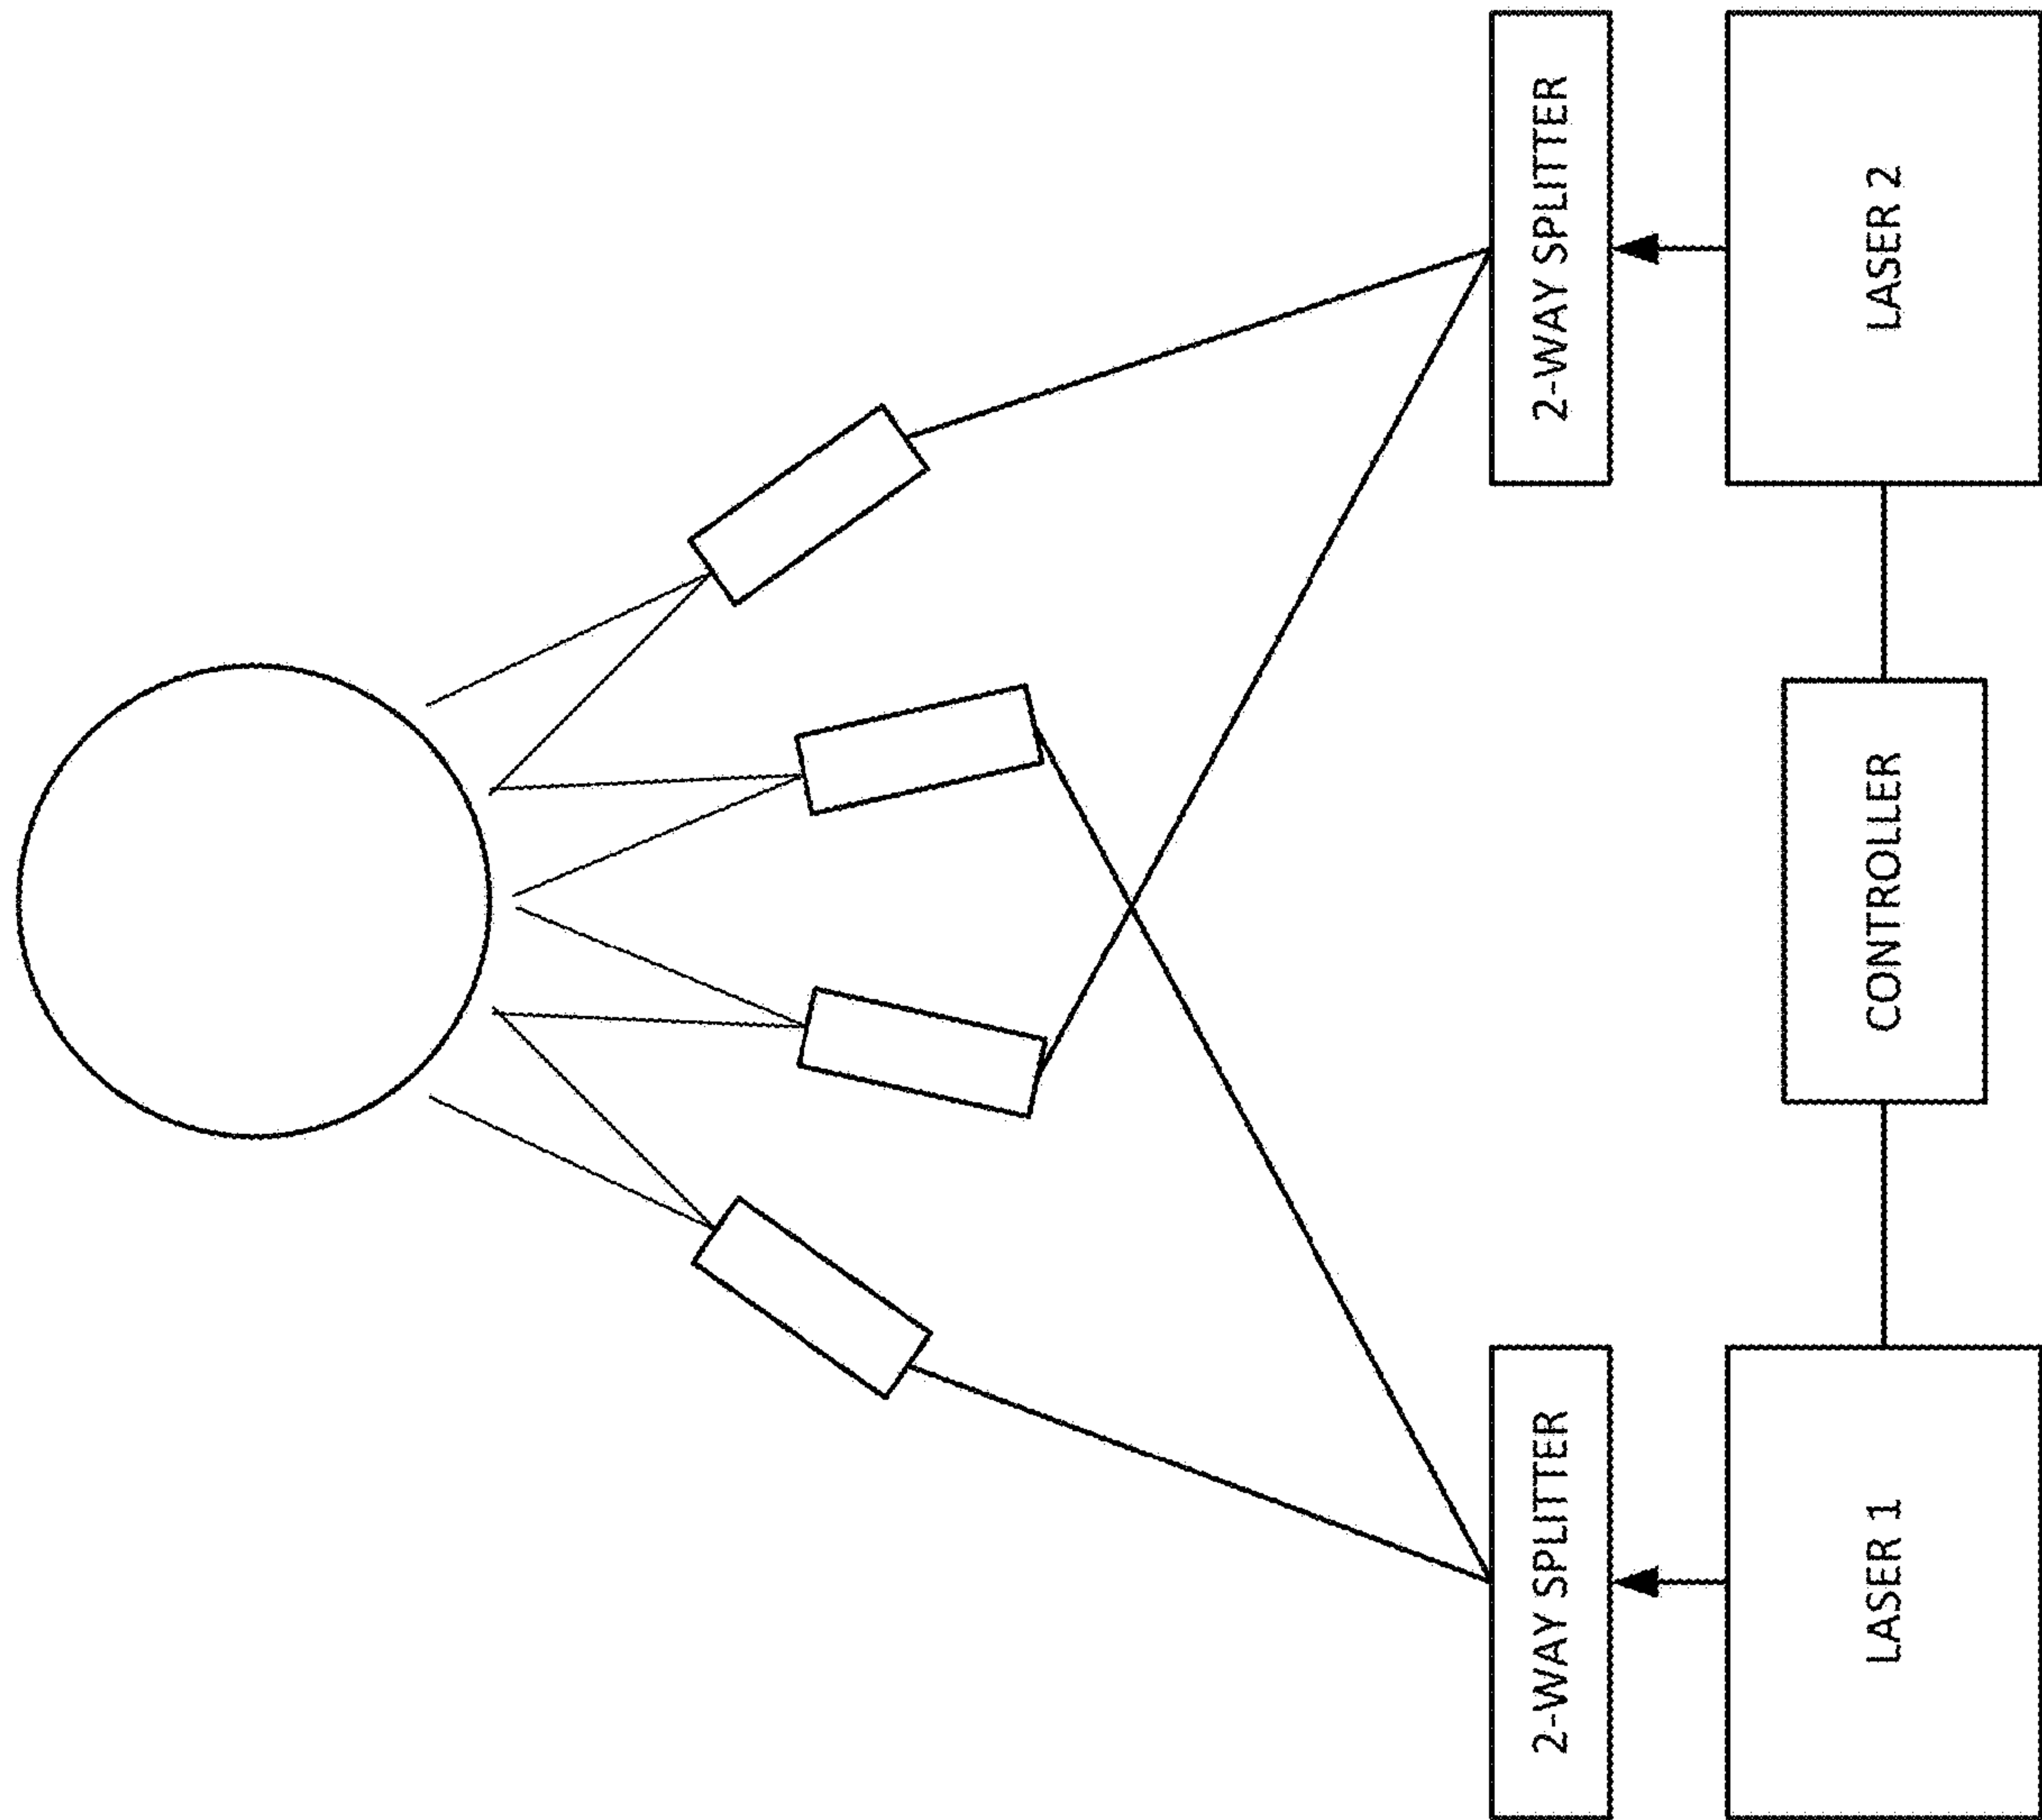 2-WAY SPLITTER
2-WAY SPLITTER
LASER 1
CONTROLLER
LASER 2